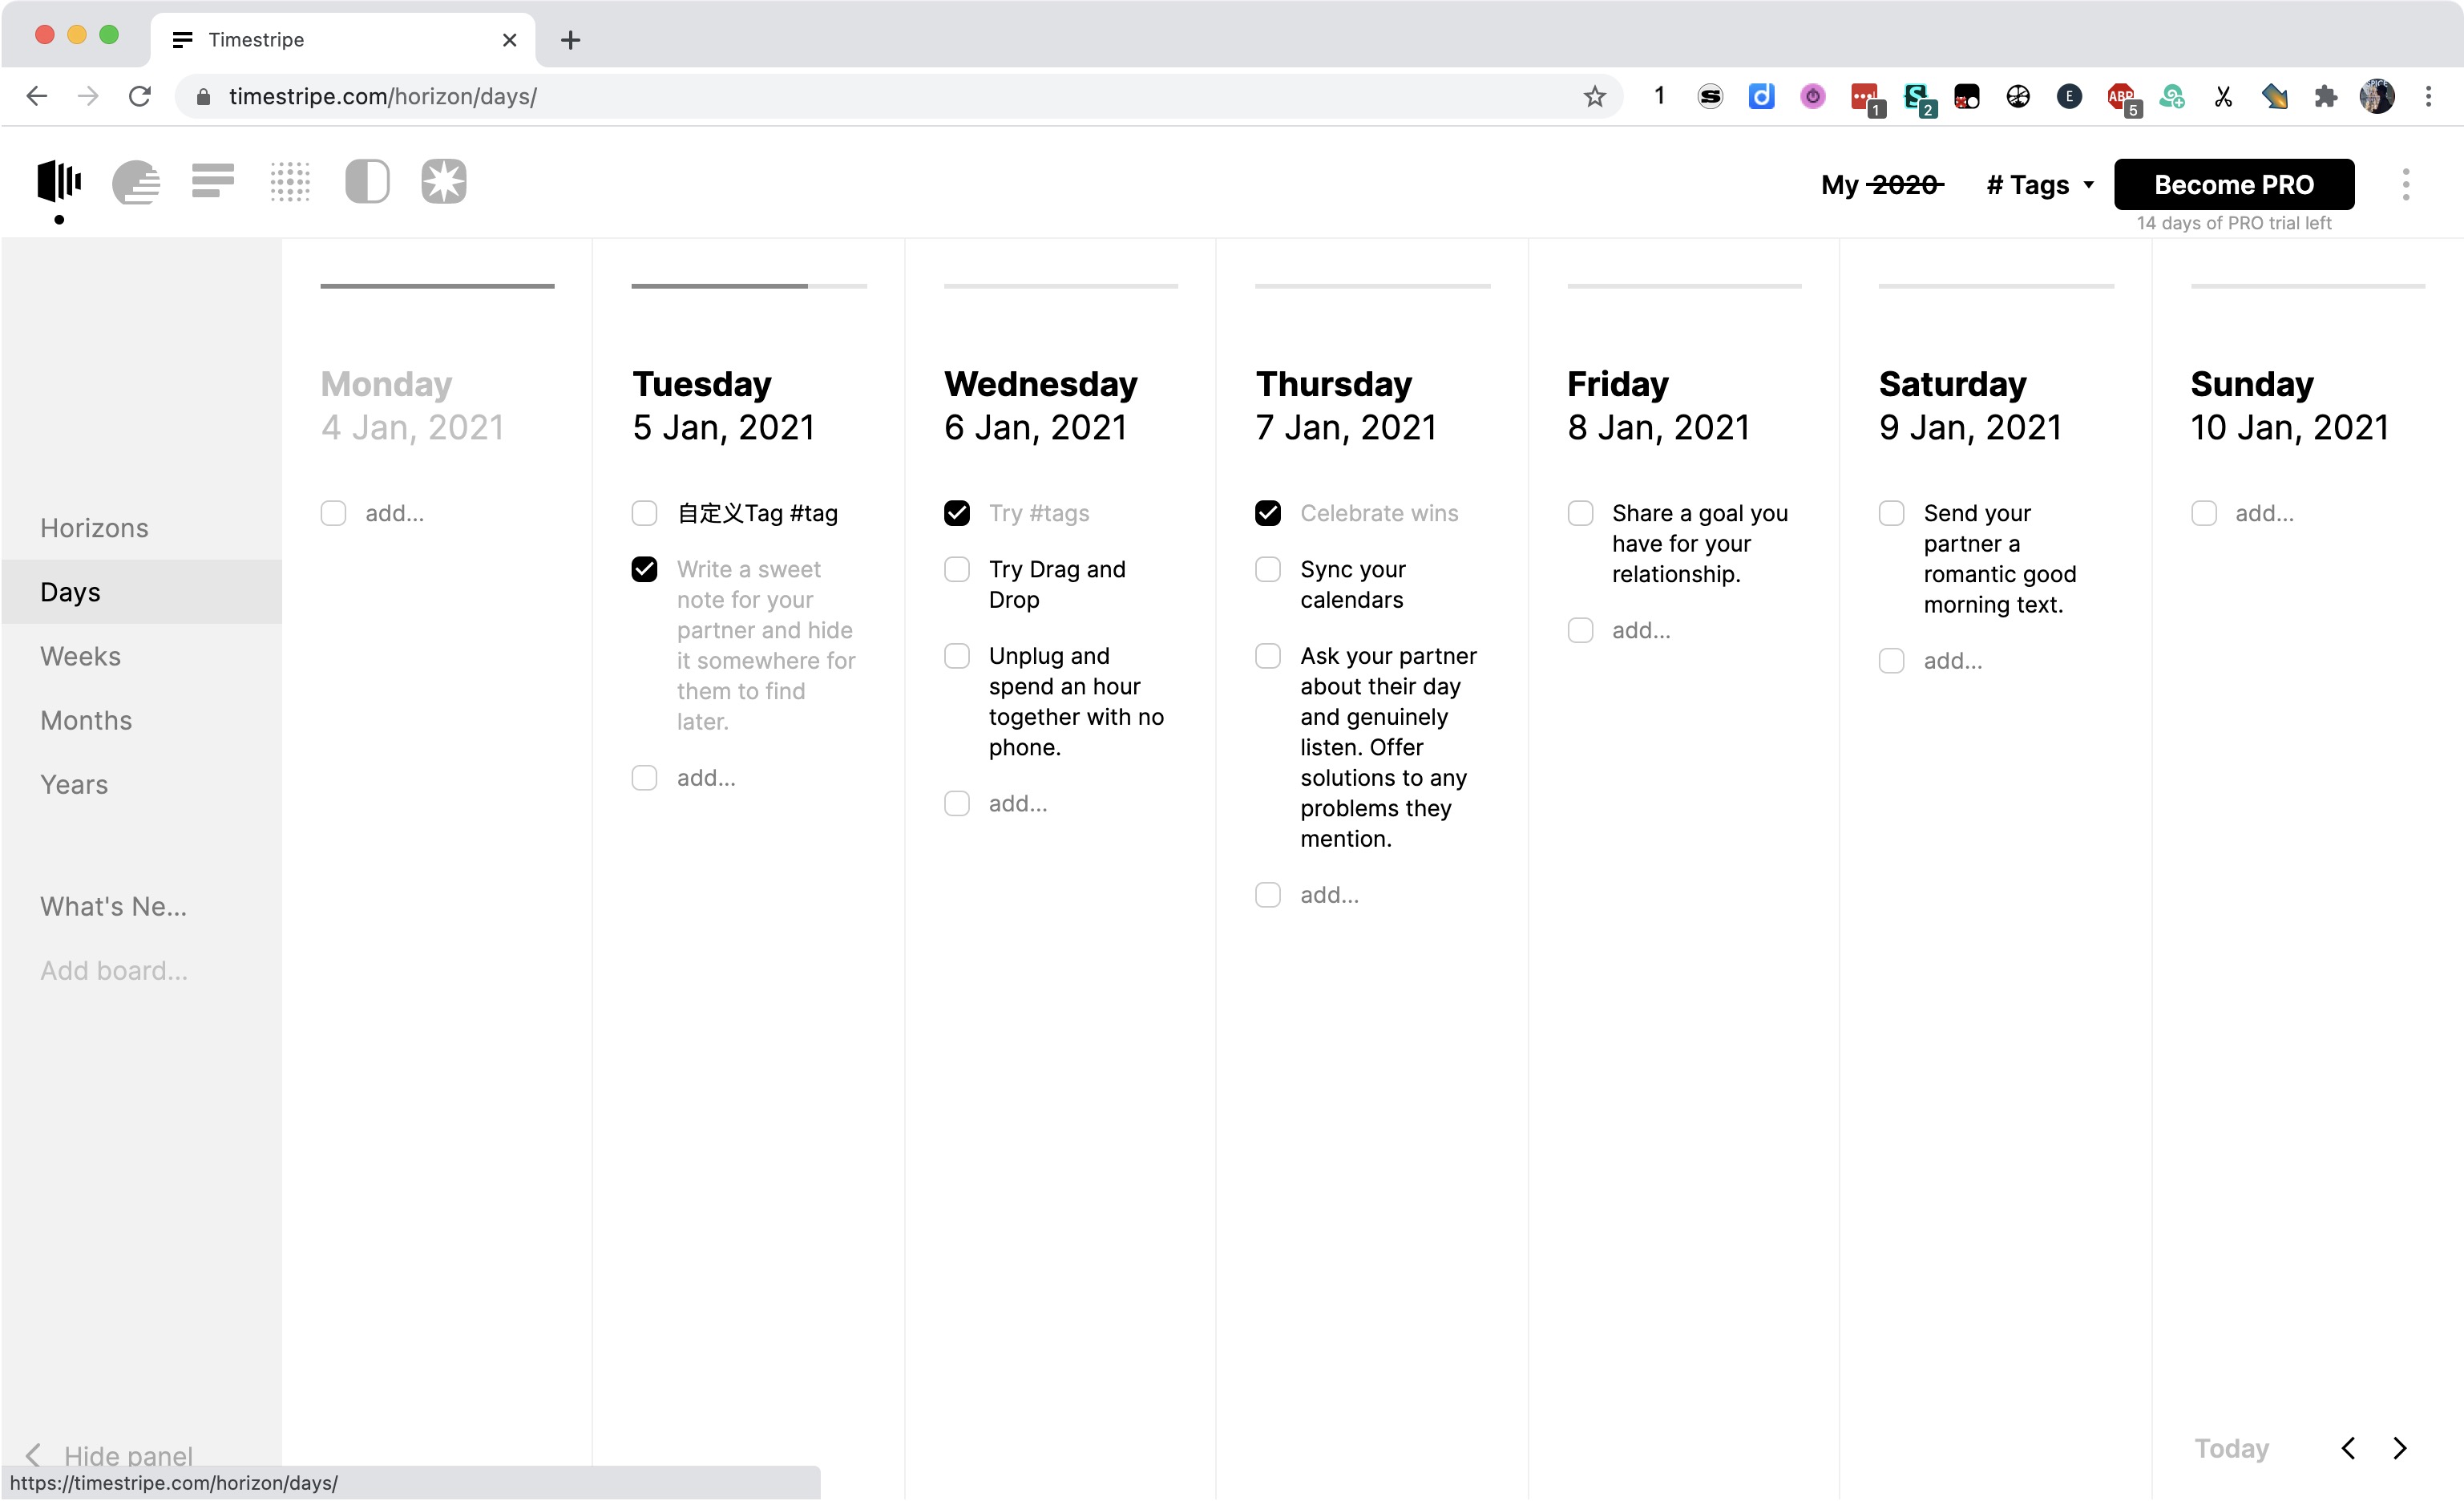 Timestripe
timestripe.com/horizon/days/
1
1
2
E
ABP
5
My 2020
# Tags
Become PRO
14 days of PRO trial left
Horizons
Days
Weeks
Months
Years
What's Ne...
Add board...
Hide panel
Monday
4 Jan, 2021
add...
Tuesday
5 Jan, 2021
自定义Tag #tag
Write a sweet
note for your
partner and hide
it somewhere for
them to find
later.
add...
Wednesday
6 Jan, 2021
Try #tags
Try Drag and
Drop
Unplug and
spend an hour
together with no
phone.
add...
Thursday
7 Jan, 2021
Celebrate wins
Sync your
calendars
Ask your partner
about their day
and genuinely
listen. Offer
solutions to any
problems they
mention.
add...
Friday
8 Jan, 2021
Share a goal you
have for your
relationship.
add...
Saturday
9 Jan, 2021
Send your
partner a
romantic good
morning text.
add...
Sunday
10 Jan, 2021
add...
Today
https://timestripe.com/horizon/days/